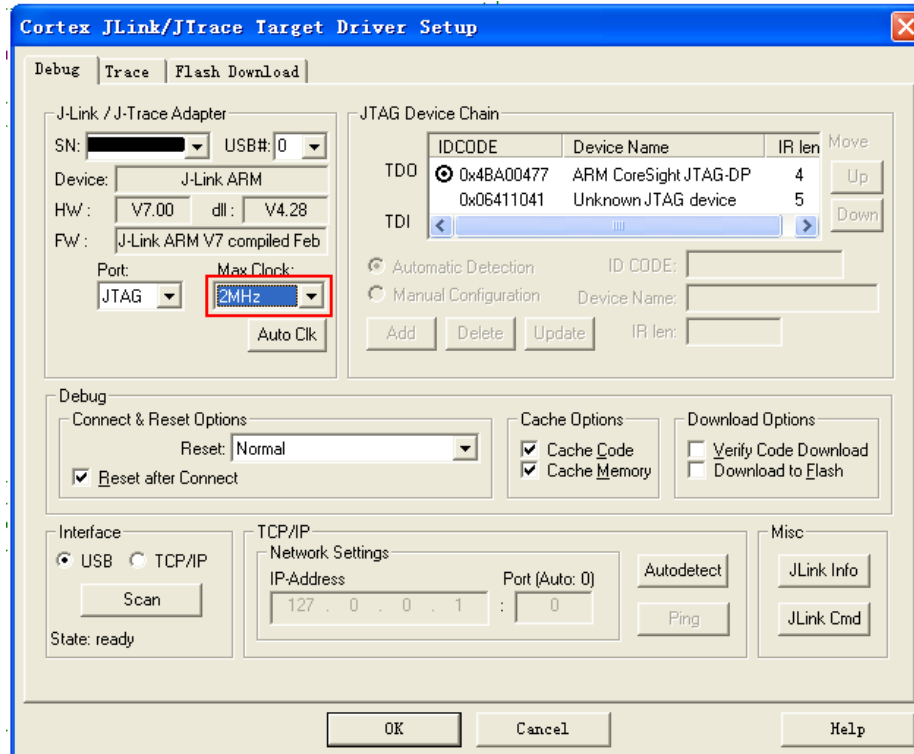 Cortex JLink/JTrace Target Driver Setup
Debug Trace Flash Download
J-Link / J-Trace Adapter
SN: USB#: 0
Device: J-Link ARM
HW : V7.00 dll : V4.28
FW : J-Link ARM V7 compiled Feb
Port: Max Clock:
JTAG 2MHz
Auto Clk
JTAG Device Chain
IDCODE Device Name IR len Move
TDO 0x4BA00477 ARM CoreSight JTAG-DP 4 Up
0x06411041 Unknown JTAG device 5
TDI Down
Automatic Detection ID CODE:
Manual Configuration Device Name:
Add Delete Update IR len:
Debug
Connect & Reset Options
Reset: Normal
Reset after Connect
Cache Options
Cache Code
Cache Memory
Download Options
Verify Code Download
Download to Flash
Interface
USB TCP/IP
Scan
State: ready
TCP/IP
Network Settings
IP-Address Port (Auto: 0)
127 . 0 . 0 . 1 : 0
Autodetect
Ping
Misc
JLink Info
JLink Cmd
OK Cancel Help